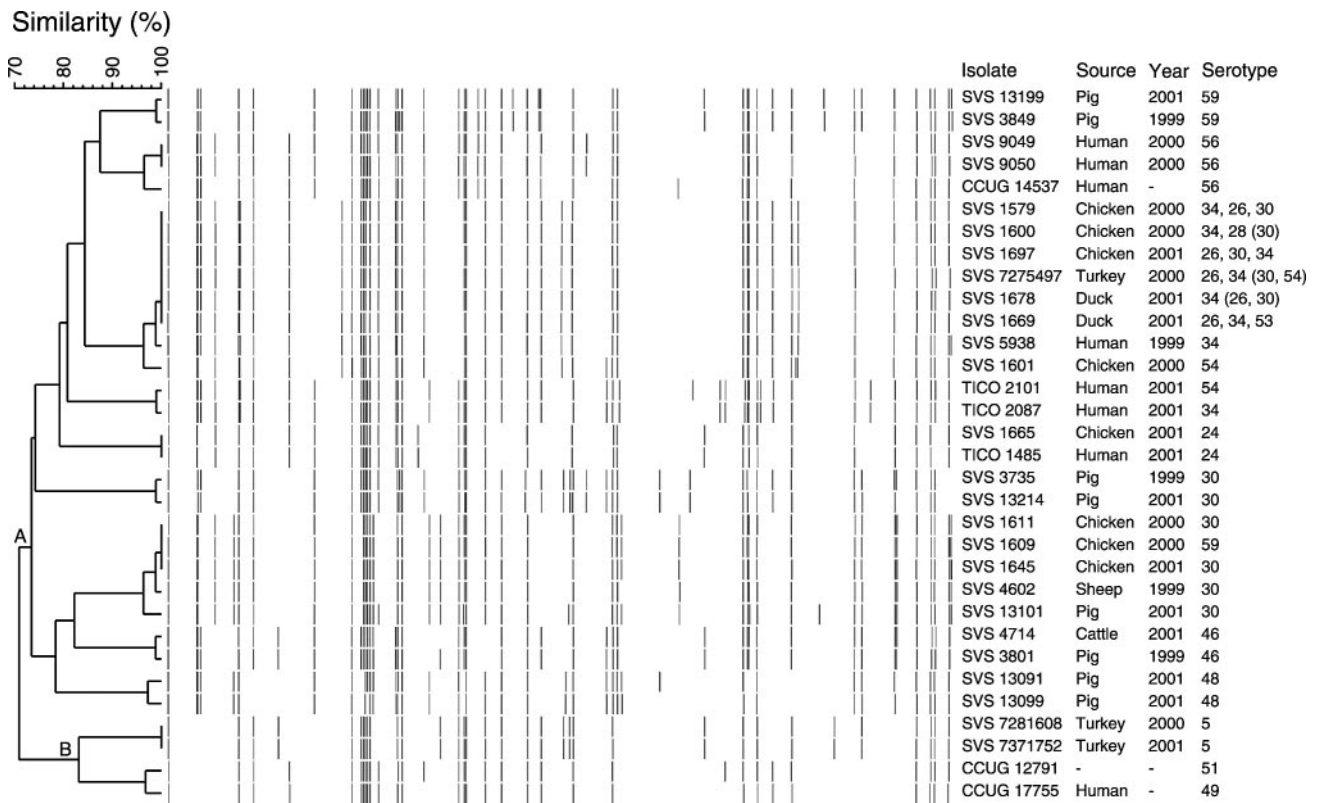 Similarity (%)
70 80 90 100
Isolate Source Year Serotype
SVS 13199 Pig 2001 59
SVS 3849 Pig 1999 59
SVS 9049 Human 2000 56
SVS 9050 Human 2000 56
CCUG 14537 Human - 56
SVS 1579 Chicken 2000 34, 26, 30
SVS 1600 Chicken 2000 34, 28 (30)
SVS 1697 Chicken 2001 26, 30, 34
SVS 7275497 Turkey 2000 26, 34 (30, 54)
SVS 1678 Duck 2001 34 (26, 30)
SVS 1669 Duck 2001 26, 34, 53
SVS 5938 Human 1999 34
SVS 1601 Chicken 2000 54
TICO 2101 Human 2001 54
TICO 2087 Human 2001 34
SVS 1665 Chicken 2001 24
TICO 1485 Human 2001 24
SVS 3735 Pig 1999 30
SVS 13214 Pig 2001 30
SVS 1611 Chicken 2000 30
A
SVS 1609 Chicken 2000 59
SVS 1645 Chicken 2001 30
SVS 4602 Sheep 1999 30
SVS 13101 Pig 2001 30
SVS 4714 Cattle 2001 46
SVS 3801 Pig 1999 46
SVS 13091 Pig 2001 48
SVS 13099 Pig 2001 48
SVS 7281608 Turkey 2000 5
B
SVS 7371752 Turkey 2001 5
CCUG 12791 - - 51
CCUG 17755 Human - 49